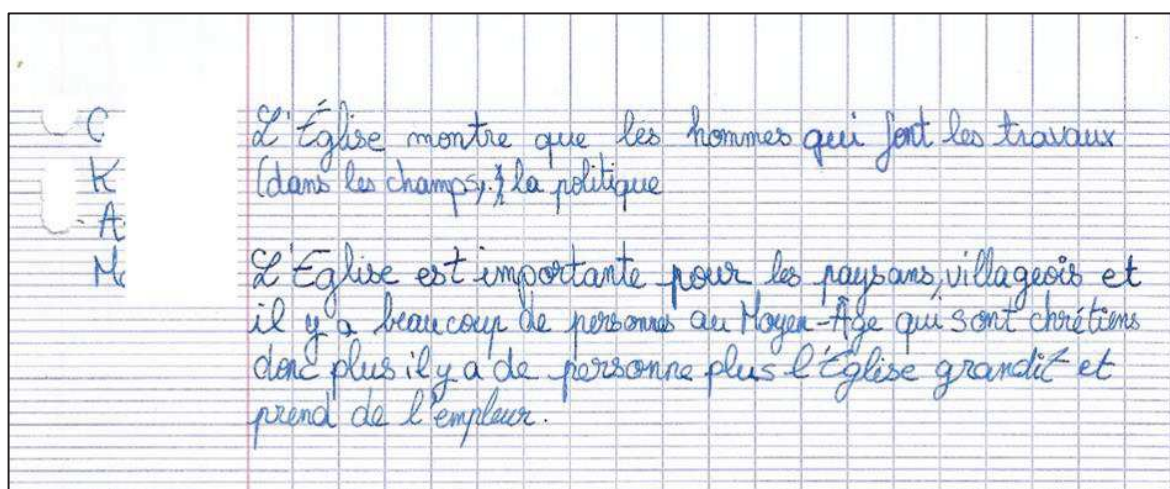 C
L'Église montre que les hommes qui font les travaux
K
(dans les champs, la politique
A
M
L'Eglise est importante pour les paysans, villageois et
il y a beaucoup de personnes au Moyen-Âge qui sont chrétiens
donc plus il y a de personne plus l'Église grandit et
prend de l'empleur.